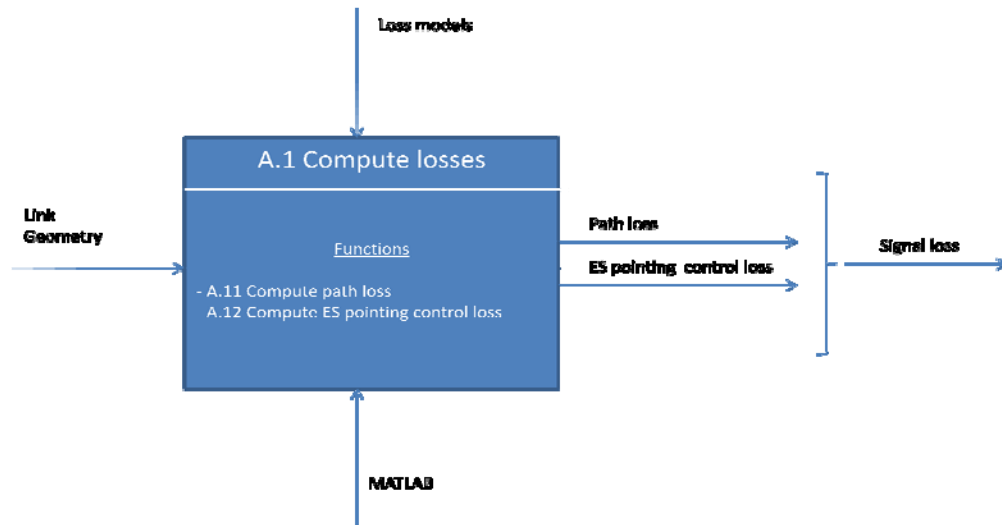 Loss models
A.1 Compute losses
Link
Geometry
Functions
- A.11 Compute path loss
A.12 Compute ES pointing control loss
Path loss
ES pointing control loss
Signal loss
MATLAB